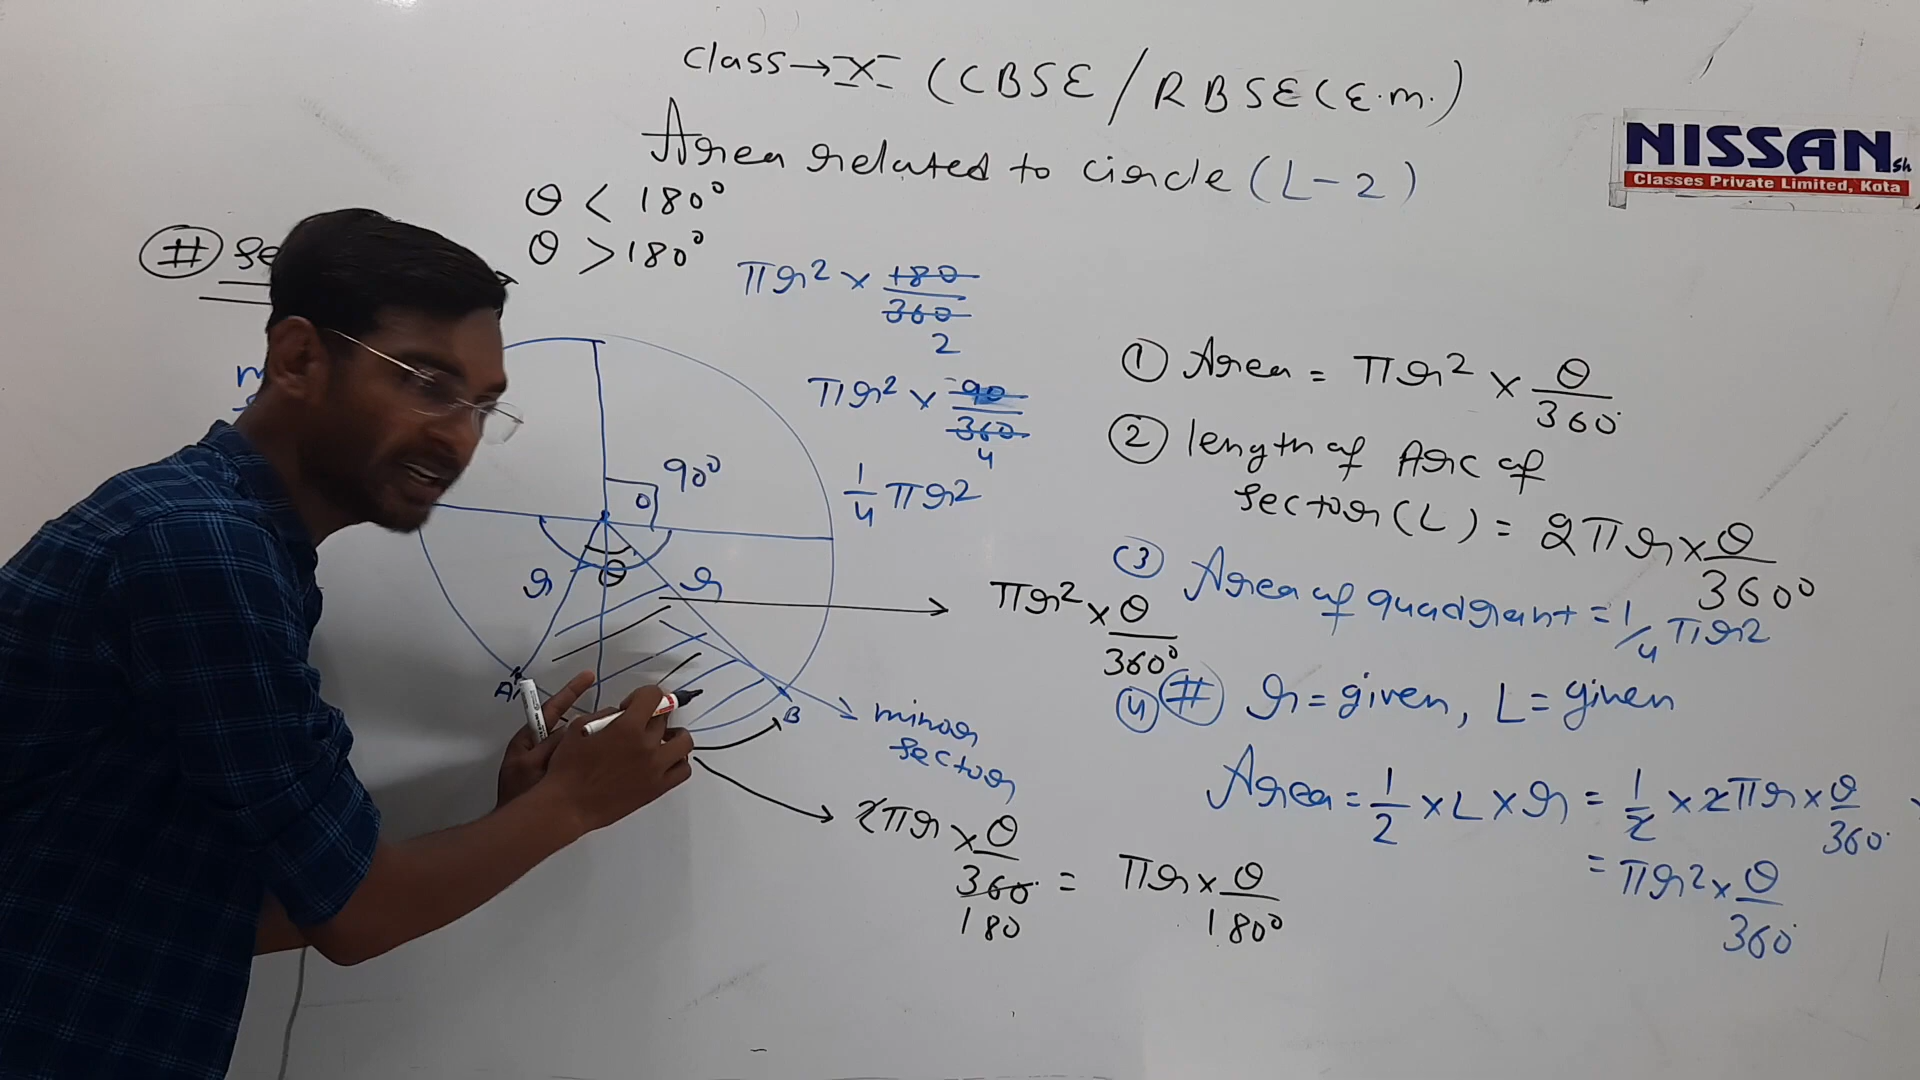 class → X (CBSE / RBSE (E.m.)
Area related to circle (L-2)
NISSAN sh
Classes Private Limited, Kota
θ < 180°
θ > 180°
#
πr² × 180/360
2
πr² × 90/360
4
1/4 πr²
90°
O
θ
r
r
A
B
minor
sector
πr² × θ/360°
2πr × θ/360 = πr × θ/180°
180
① Area = πr² × θ/360°
② length of Arc of
sector (L) = 2πr × θ/360°
③ Area of quadrant = 1/4 πr²
④ # r = given, L = given
Area = 1/2 × L × r = 1/2 × 2πr × θ/360°
= πr² × θ/360°